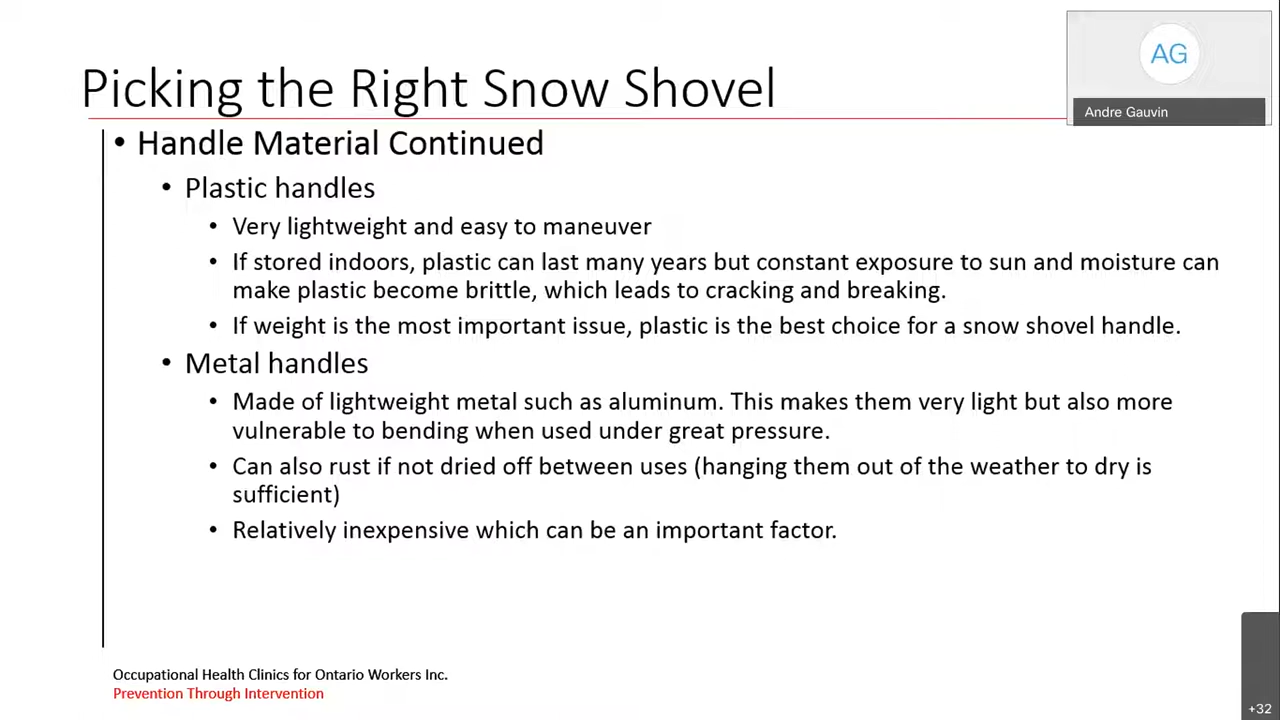 AG
Andre Gauvin
Picking the Right Snow Shovel
• Handle Material Continued
• Plastic handles
• Very lightweight and easy to maneuver
• If stored indoors, plastic can last many years but constant exposure to sun and moisture can
make plastic become brittle, which leads to cracking and breaking.
• If weight is the most important issue, plastic is the best choice for a snow shovel handle.
• Metal handles
• Made of lightweight metal such as aluminum. This makes them very light but also more
vulnerable to bending when used under great pressure.
• Can also rust if not dried off between uses (hanging them out of the weather to dry is
sufficient)
• Relatively inexpensive which can be an important factor.
Occupational Health Clinics for Ontario Workers Inc.
Prevention Through Intervention
+32